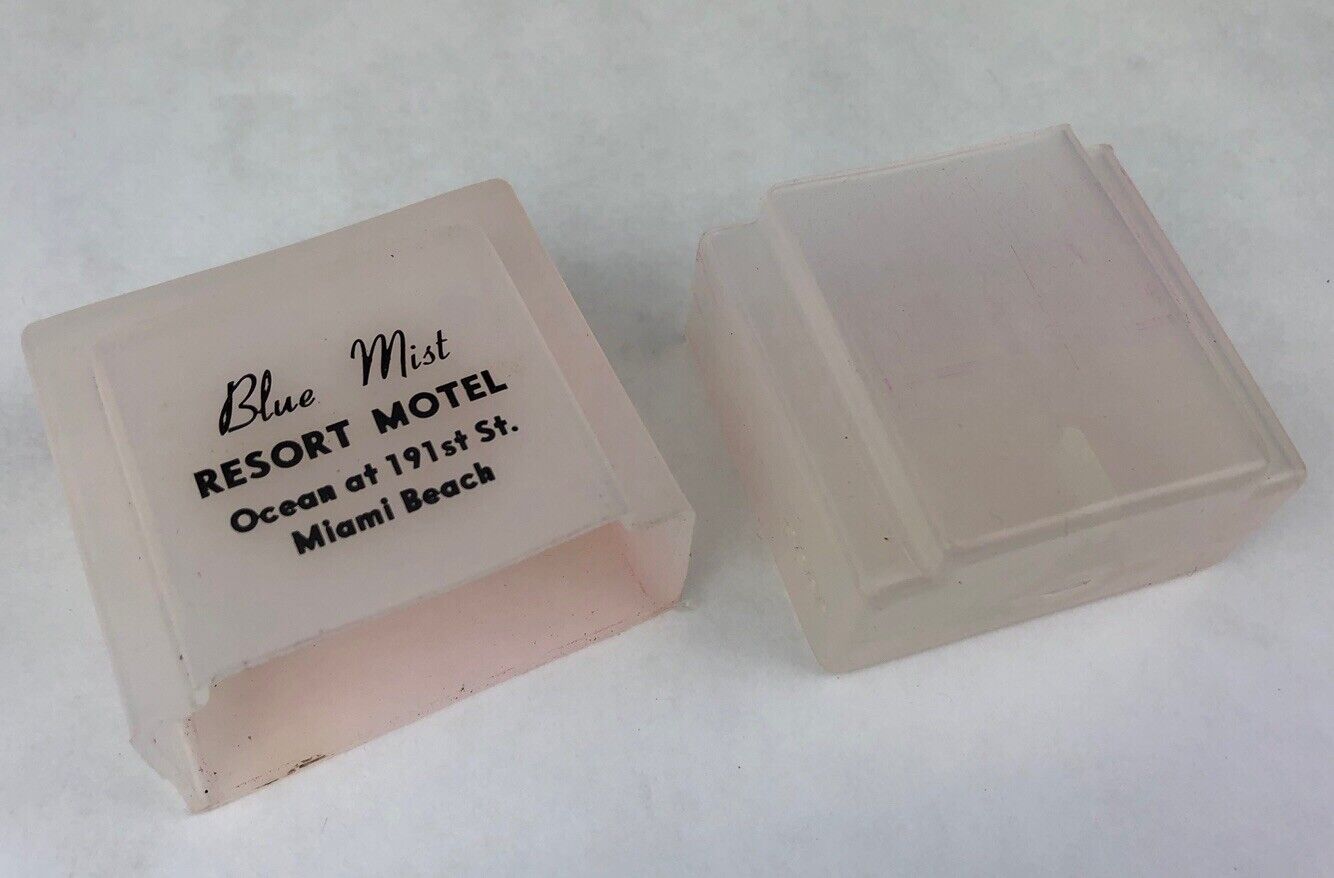 Blue Mist
RESORT MOTEL
Ocean at 191st St.
Miami Beach